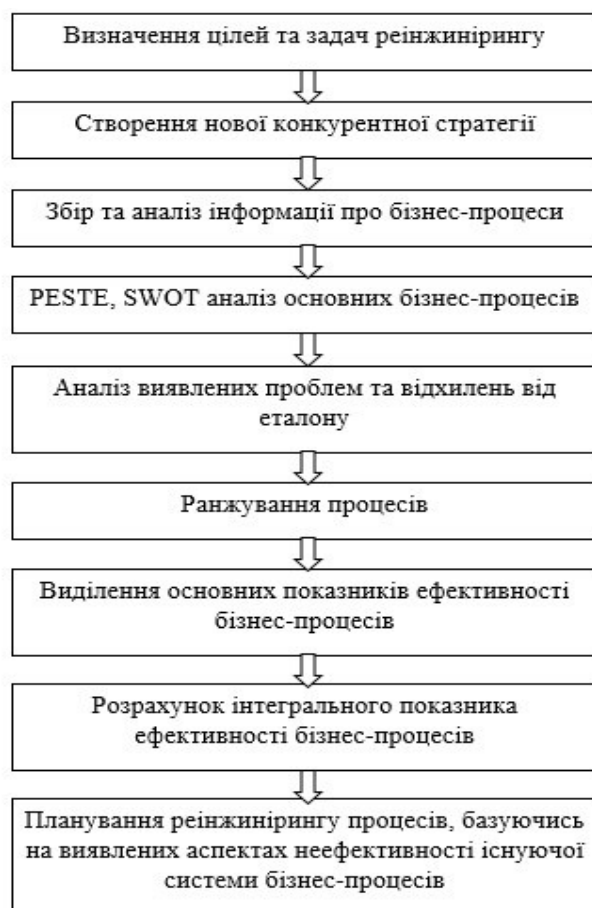 Визначення цілей та задач реінжинірингу
Створення нової конкурентної стратегії
Збір та аналіз інформації про бізнес-процеси
PESTE, SWOT аналіз основних бізнес-процесів
Аналіз виявлених проблем та відхилень від
еталону
Ранжування процесів
Виділення основних показників ефективності
бізнес-процесів
Розрахунок інтегрального показника
ефективності бізнес-процесів
Планування реінжинірингу процесів, базуючись
на виявлених аспектах неефективності існуючої
системи бізнес-процесів